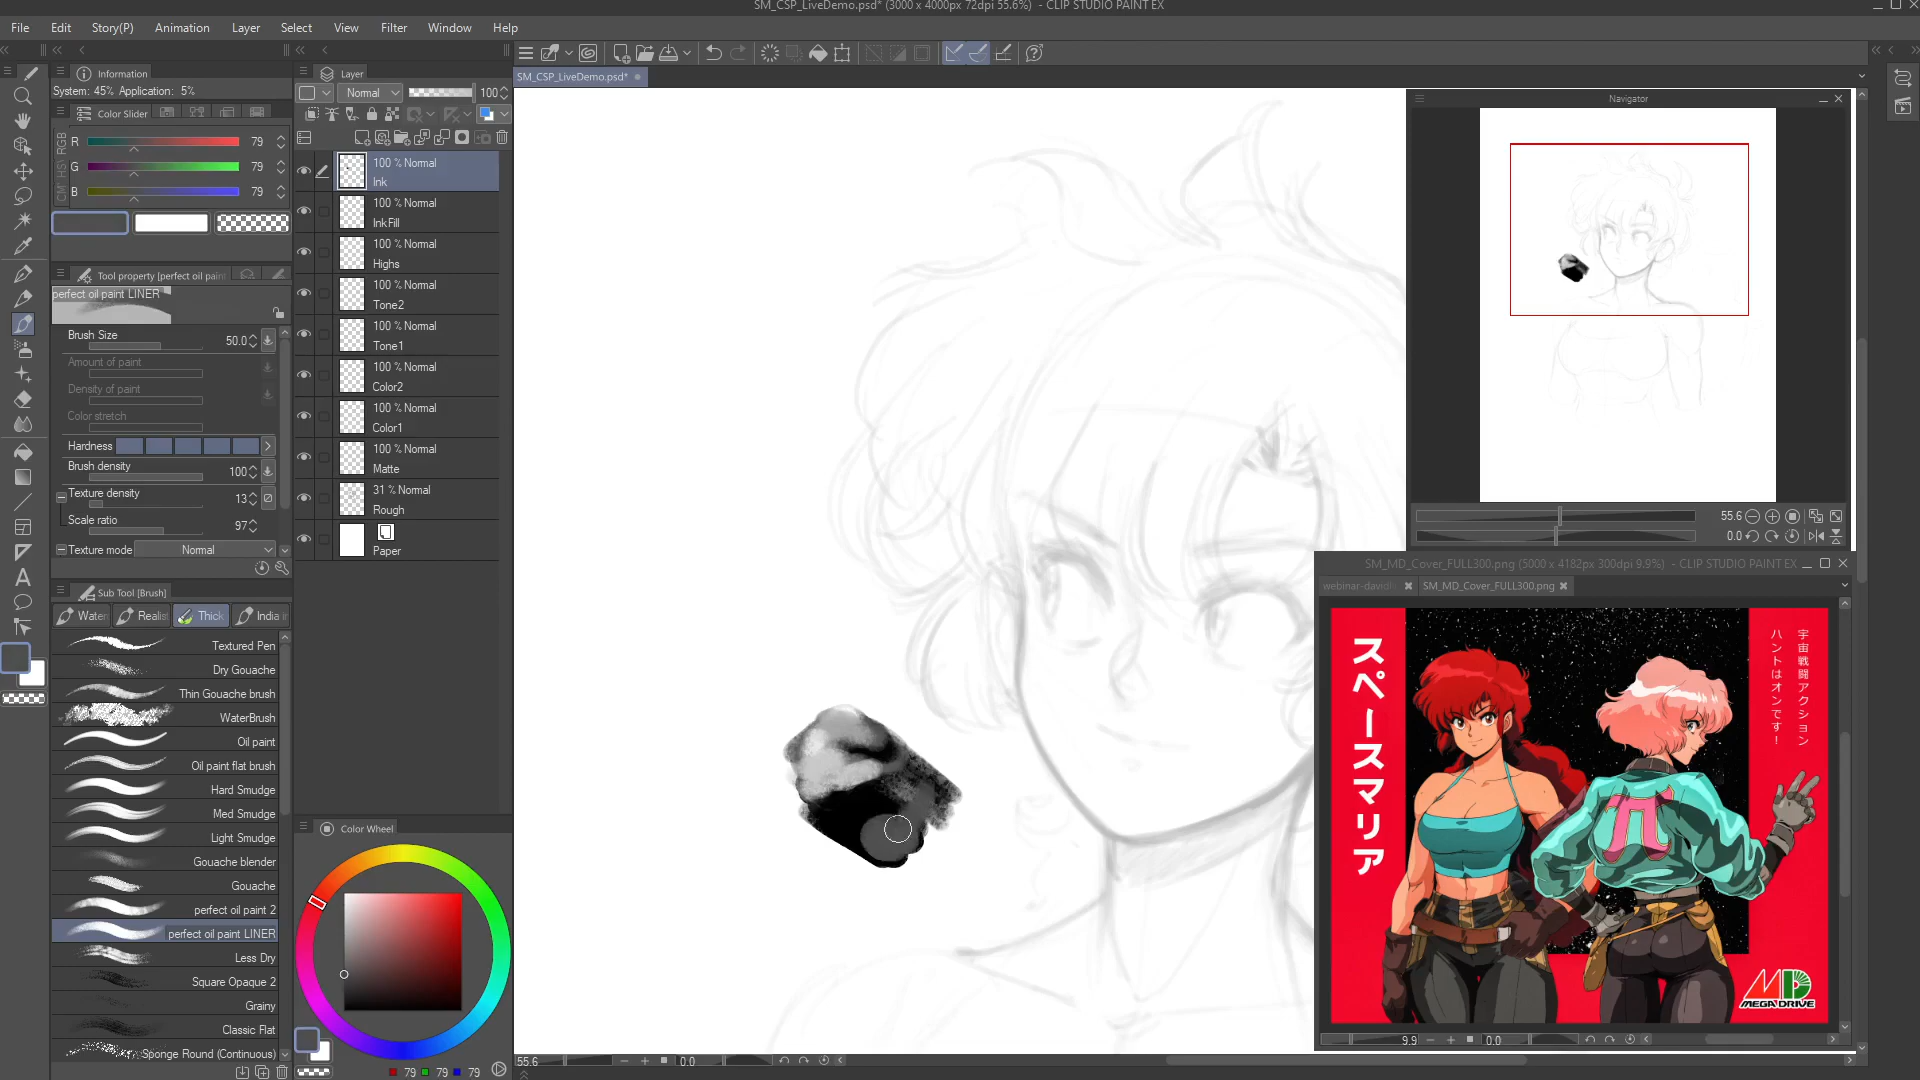 SM_CSP_LiveDemo.psd* (3000 x 4000px 72dpi 55.6%) - CLIP STUDIO PAINT EX
File Edit Story(P) Animation Layer Select View Filter Window Help
SM_CSP_LiveDemo.psd*
Information
System: 45% Application: 5%
Color Slider
R 79
G 79
B 79
RGB
Tool property [perfect oil paint
perfect oil paint LINER
Brush Size 50.0
Amount of paint
Density of paint
Color stretch
Hardness
Brush density 100
Texture density 13
Scale ratio 97
Texture mode Normal
Sub Tool [Brush]
Water Realist Thick India
Textured Pen
Dry Gouache
Thin Gouache brush
WaterBrush
Oil paint
Oil paint flat brush
Hard Smudge
Med Smudge
Light Smudge
Gouache blender
Gouache
perfect oil paint 2
perfect oil paint LINER
Less Dry
Square Opaque 2
Grainy
Classic Flat
Sponge Round (Continuous)
Layer
Normal 100
100 % Normal
Ink
100 % Normal
InkFill
100 % Normal
Highs
100 % Normal
Tone2
100 % Normal
Tone1
100 % Normal
Color2
100 % Normal
Color1
100 % Normal
Matte
31 % Normal
Rough
Paper
Color Wheel
79 79 79
55.6 0.0
Navigator
55.6
0.0
SM_MD_Cover_FULL300.png (5000 x 4182px 300dpi 9.9%) - CLIP STUDIO PAINT EX
webinar-david SM_MD_Cover_FULL300.png
スペースマリア
宇宙戦闘アクション
ハントはオンです!
π
MD
MEGA DRIVE
9.9 0.0